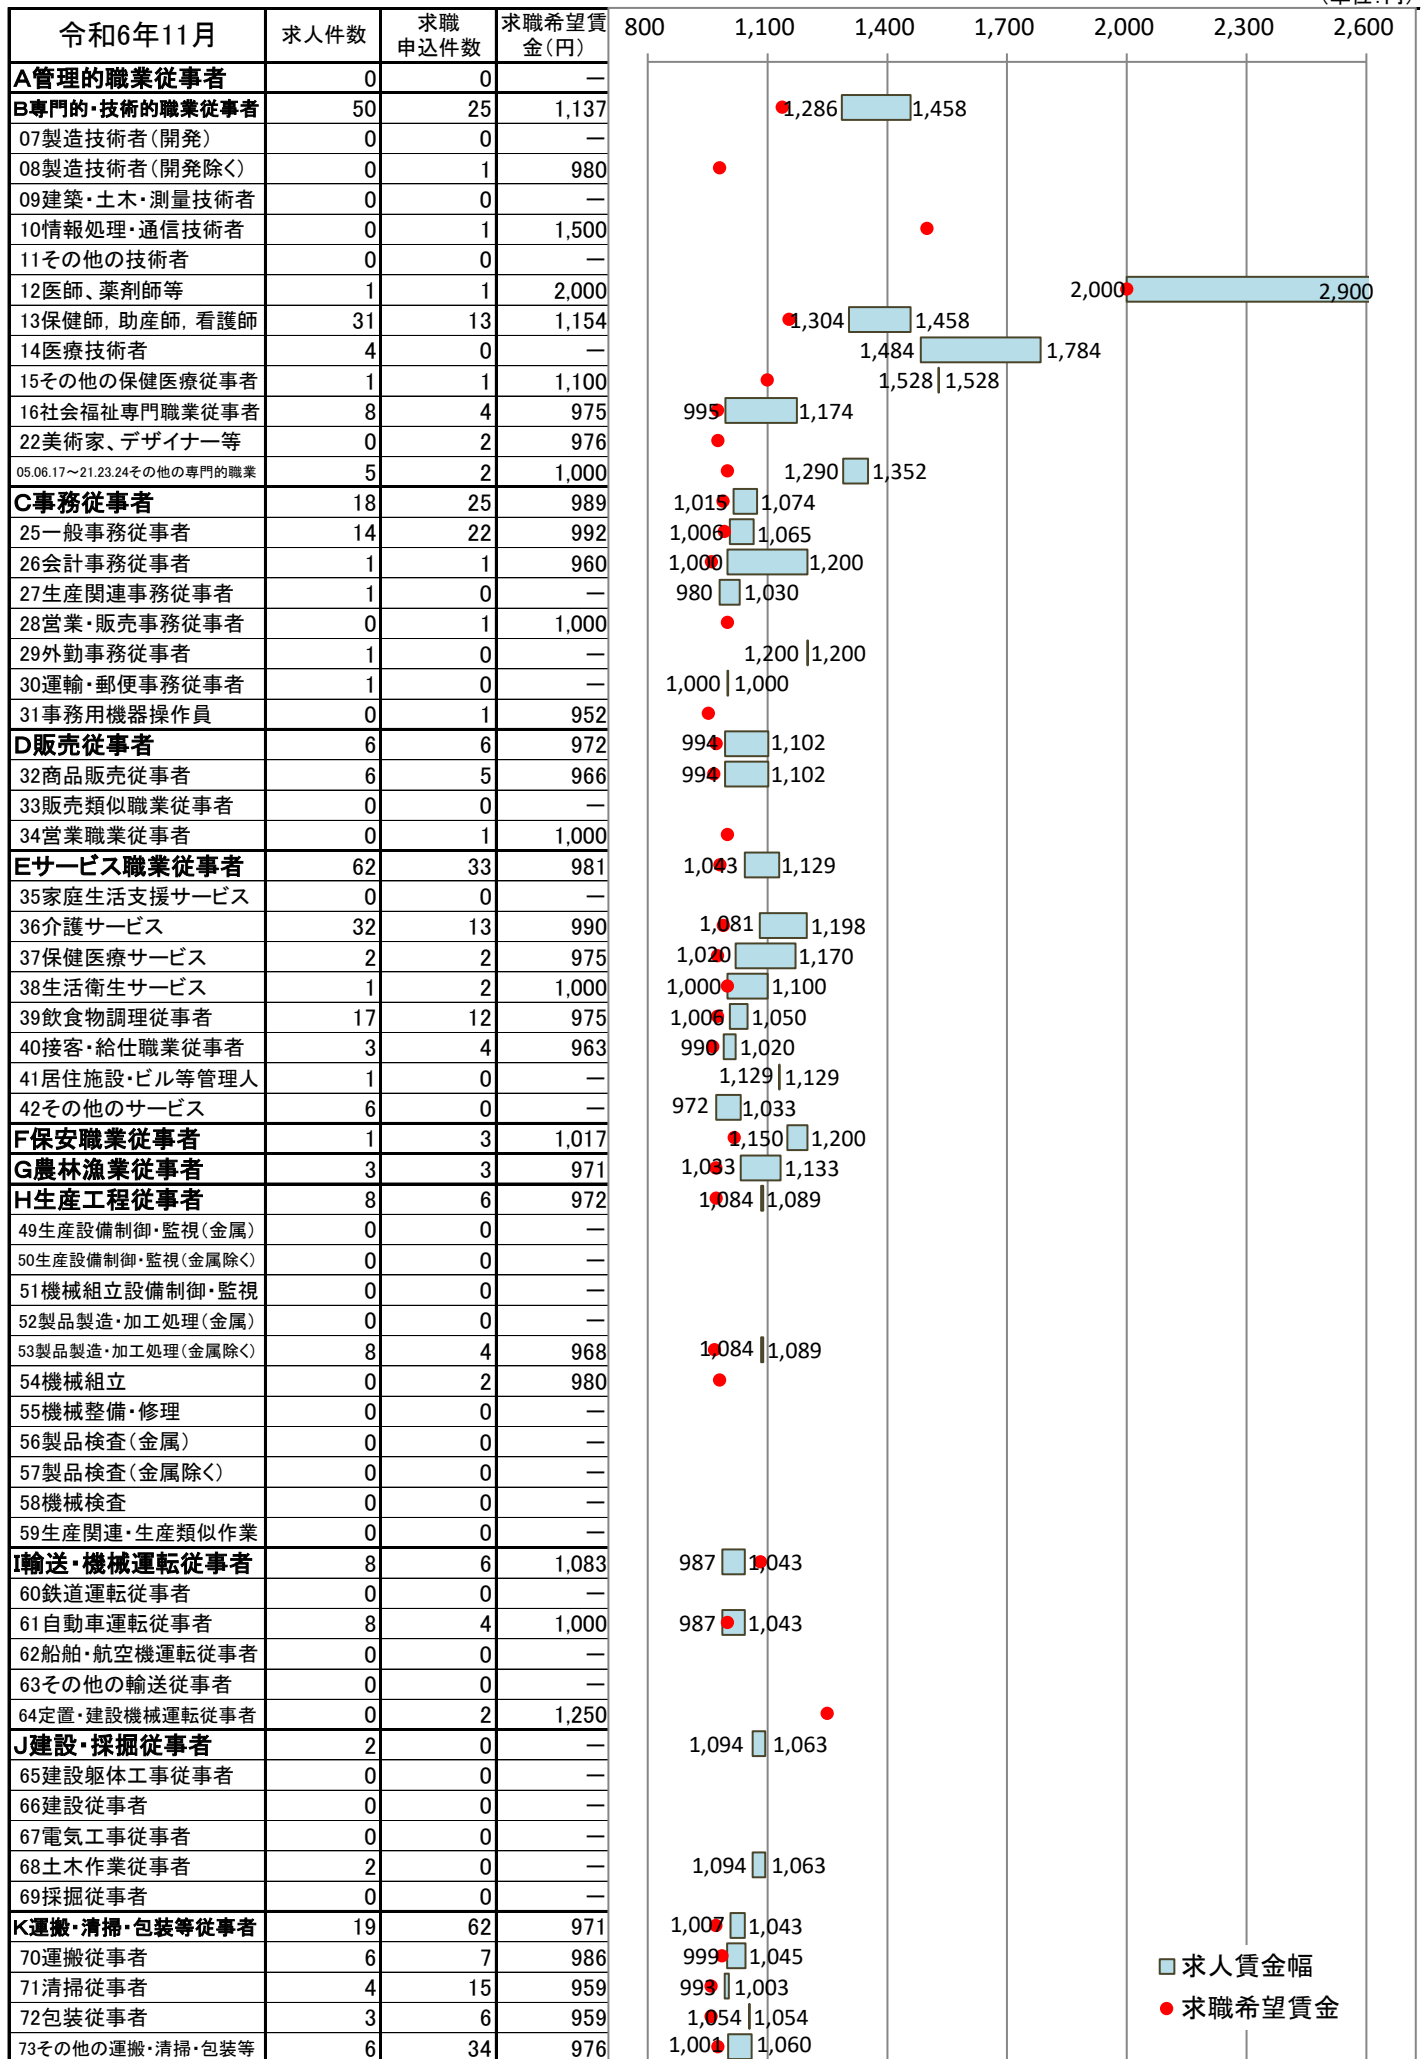 (単位:円)
令和6年11月 求人件数 求職申込件数 求職希望賃金(円) 800 1,100 1,400 1,700 2,000 2,300 2,600
A管理的職業従事者 0 0 ―
B専門的・技術的職業従事者 50 25 1,137 1,286 1,458
07製造技術者(開発) 0 0 ―
08製造技術者(開発除く) 0 1 980
09建築・土木・測量技術者 0 0 ―
10情報処理・通信技術者 0 1 1,500
11その他の技術者 0 0 ―
12医師、薬剤師等 1 1 2,000 2,000 2,900
13保健師, 助産師, 看護師 31 13 1,154 1,304 1,458
14医療技術者 4 0 ― 1,484 1,784
15その他の保健医療従事者 1 1 1,100 1,528 1,528
16社会福祉専門職業従事者 8 4 975 995 1,174
22美術家、デザイナー等 0 2 976
05.06.17～21.23.24その他の専門的職業 5 2 1,000 1,290 1,352
C事務従事者 18 25 989 1,015 1,074
25一般事務従事者 14 22 992 1,006 1,065
26会計事務従事者 1 1 960 1,000 1,200
27生産関連事務従事者 1 0 ― 980 1,030
28営業・販売事務従事者 0 1 1,000
29外勤事務従事者 1 0 ― 1,200 1,200
30運輸・郵便事務従事者 1 0 ― 1,000 1,000
31事務用機器操作員 0 1 952
D販売従事者 6 6 972 994 1,102
32商品販売従事者 6 5 966 994 1,102
33販売類似職業従事者 0 0 ―
34営業職業従事者 0 1 1,000
Eサービス職業従事者 62 33 981 1,043 1,129
35家庭生活支援サービス 0 0 ―
36介護サービス 32 13 990 1,081 1,198
37保健医療サービス 2 2 975 1,020 1,170
38生活衛生サービス 1 2 1,000 1,000 1,100
39飲食物調理従事者 17 12 975 1,006 1,050
40接客・給仕職業従事者 3 4 963 990 1,020
41居住施設・ビル等管理人 1 0 ― 1,129 1,129
42その他のサービス 6 0 ― 972 1,033
F保安職業従事者 1 3 1,017 1,150 1,200
G農林漁業従事者 3 3 971 1,033 1,133
H生産工程従事者 8 6 972 1,084 1,089
49生産設備制御・監視(金属) 0 0 ―
50生産設備制御・監視(金属除く) 0 0 ―
51機械組立設備制御・監視 0 0 ―
52製品製造・加工処理(金属) 0 0 ―
53製品製造・加工処理(金属除く) 8 4 968 1,084 1,089
54機械組立 0 2 980
55機械整備・修理 0 0 ―
56製品検査(金属) 0 0 ―
57製品検査(金属除く) 0 0 ―
58機械検査 0 0 ―
59生産関連・生産類似作業 0 0 ―
I輸送・機械運転従事者 8 6 1,083 987 1,043
60鉄道運転従事者 0 0 ―
61自動車運転従事者 8 4 1,000 987 1,043
62船舶・航空機運転従事者 0 0 ―
63その他の輸送従事者 0 0 ―
64定置・建設機械運転従事者 0 2 1,250
J建設・採掘従事者 2 0 ― 1,094 1,063
65建設躯体工事従事者 0 0 ―
66建設従事者 0 0 ―
67電気工事従事者 0 0 ―
68土木作業従事者 2 0 ― 1,094 1,063
69採掘従事者 0 0 ―
K運搬・清掃・包装等従事者 19 62 971 1,007 1,043
70運搬従事者 6 7 986 999 1,045
71清掃従事者 4 15 959 993 1,003
72包装従事者 3 6 959 1,054 1,054
73その他の運搬・清掃・包装等 6 34 976 1,001 1,060
求人賃金幅
求職希望賃金